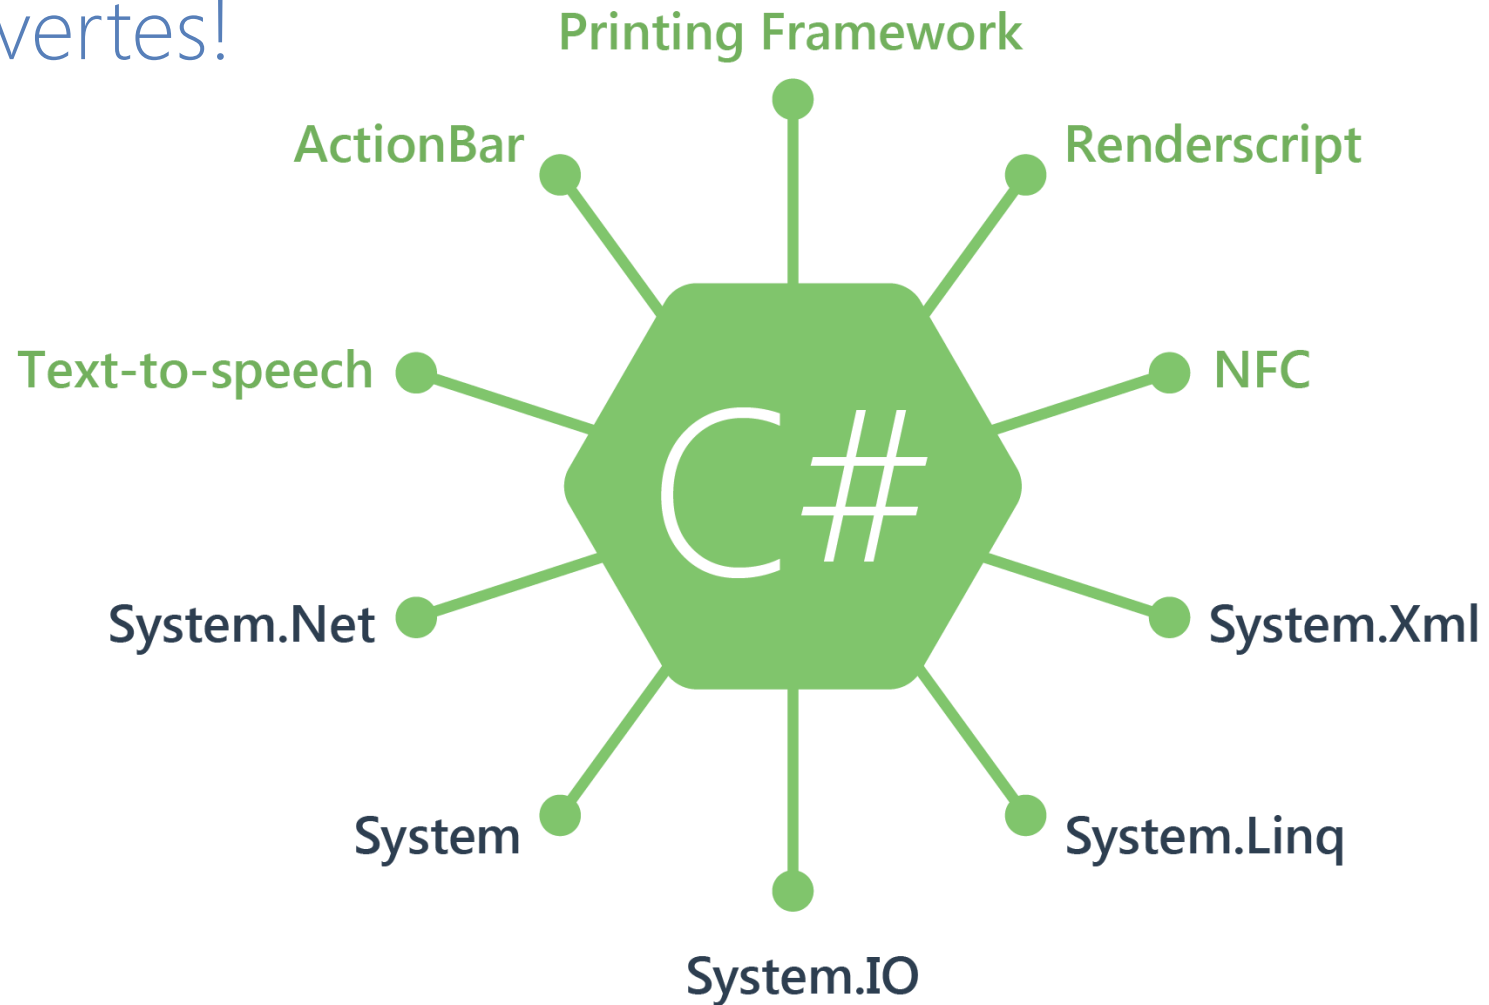 vertes!
Printing Framework
ActionBar
Renderscript
Text-to-speech
NFC
C#
System.Net
System.Xml
System
System.Linq
System.IO